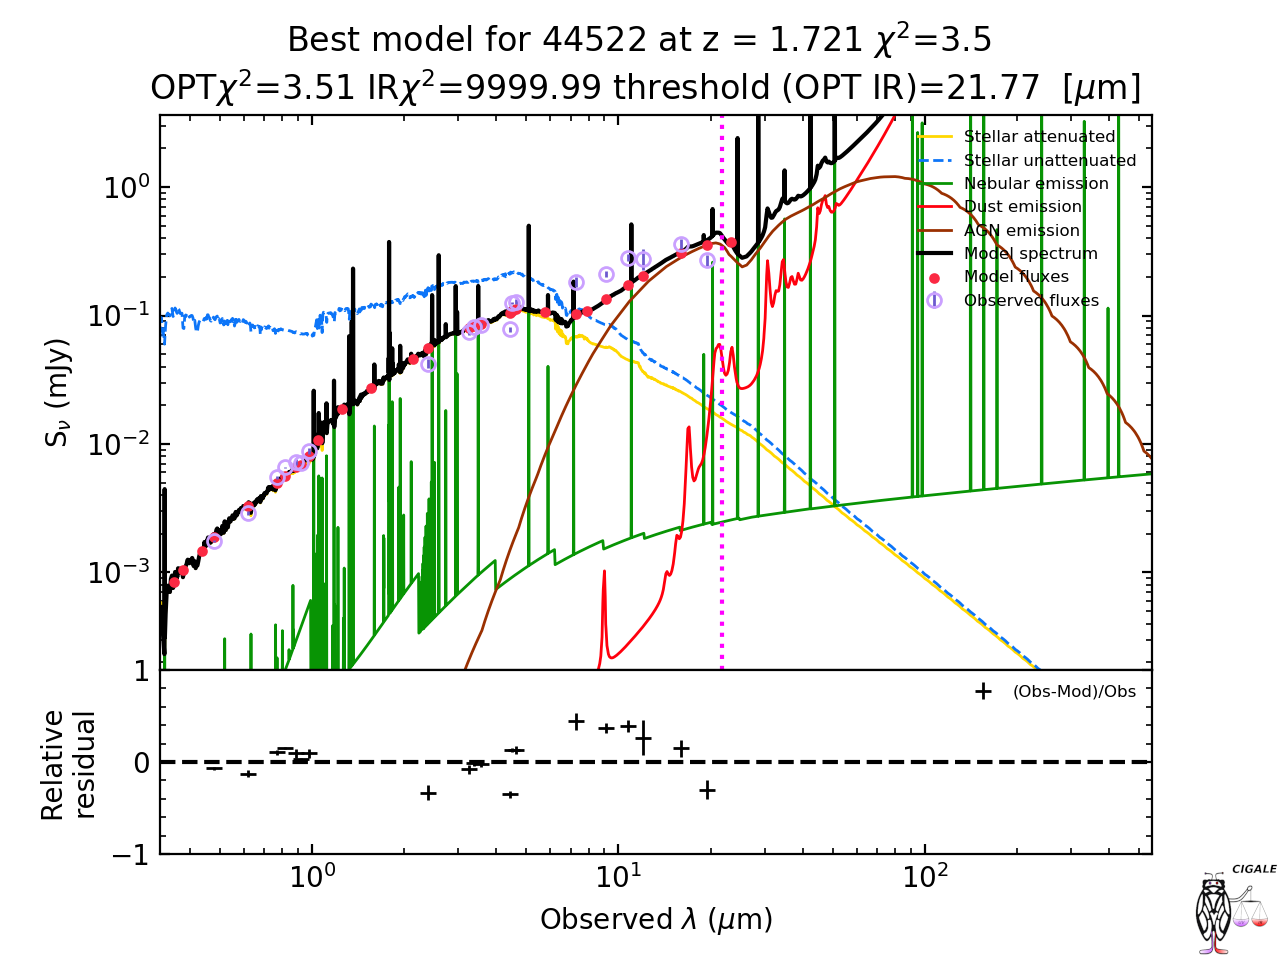 Best model for 44522 at z = 1.721 χ²=3.5
OPTχ²=3.51 IRχ²=9999.99 threshold (OPT IR)=21.77 [μm]
10⁰
10⁻¹
10⁻²
10⁻³
Sν (mJy)
Stellar attenuated
Stellar unattenuated
Nebular emission
Dust emission
AGN emission
Model spectrum
Model fluxes
Observed fluxes
1
0
−1
Relative
residual
(Obs-Mod)/Obs
10⁰
10¹
10²
Observed λ (μm)
CIGALE